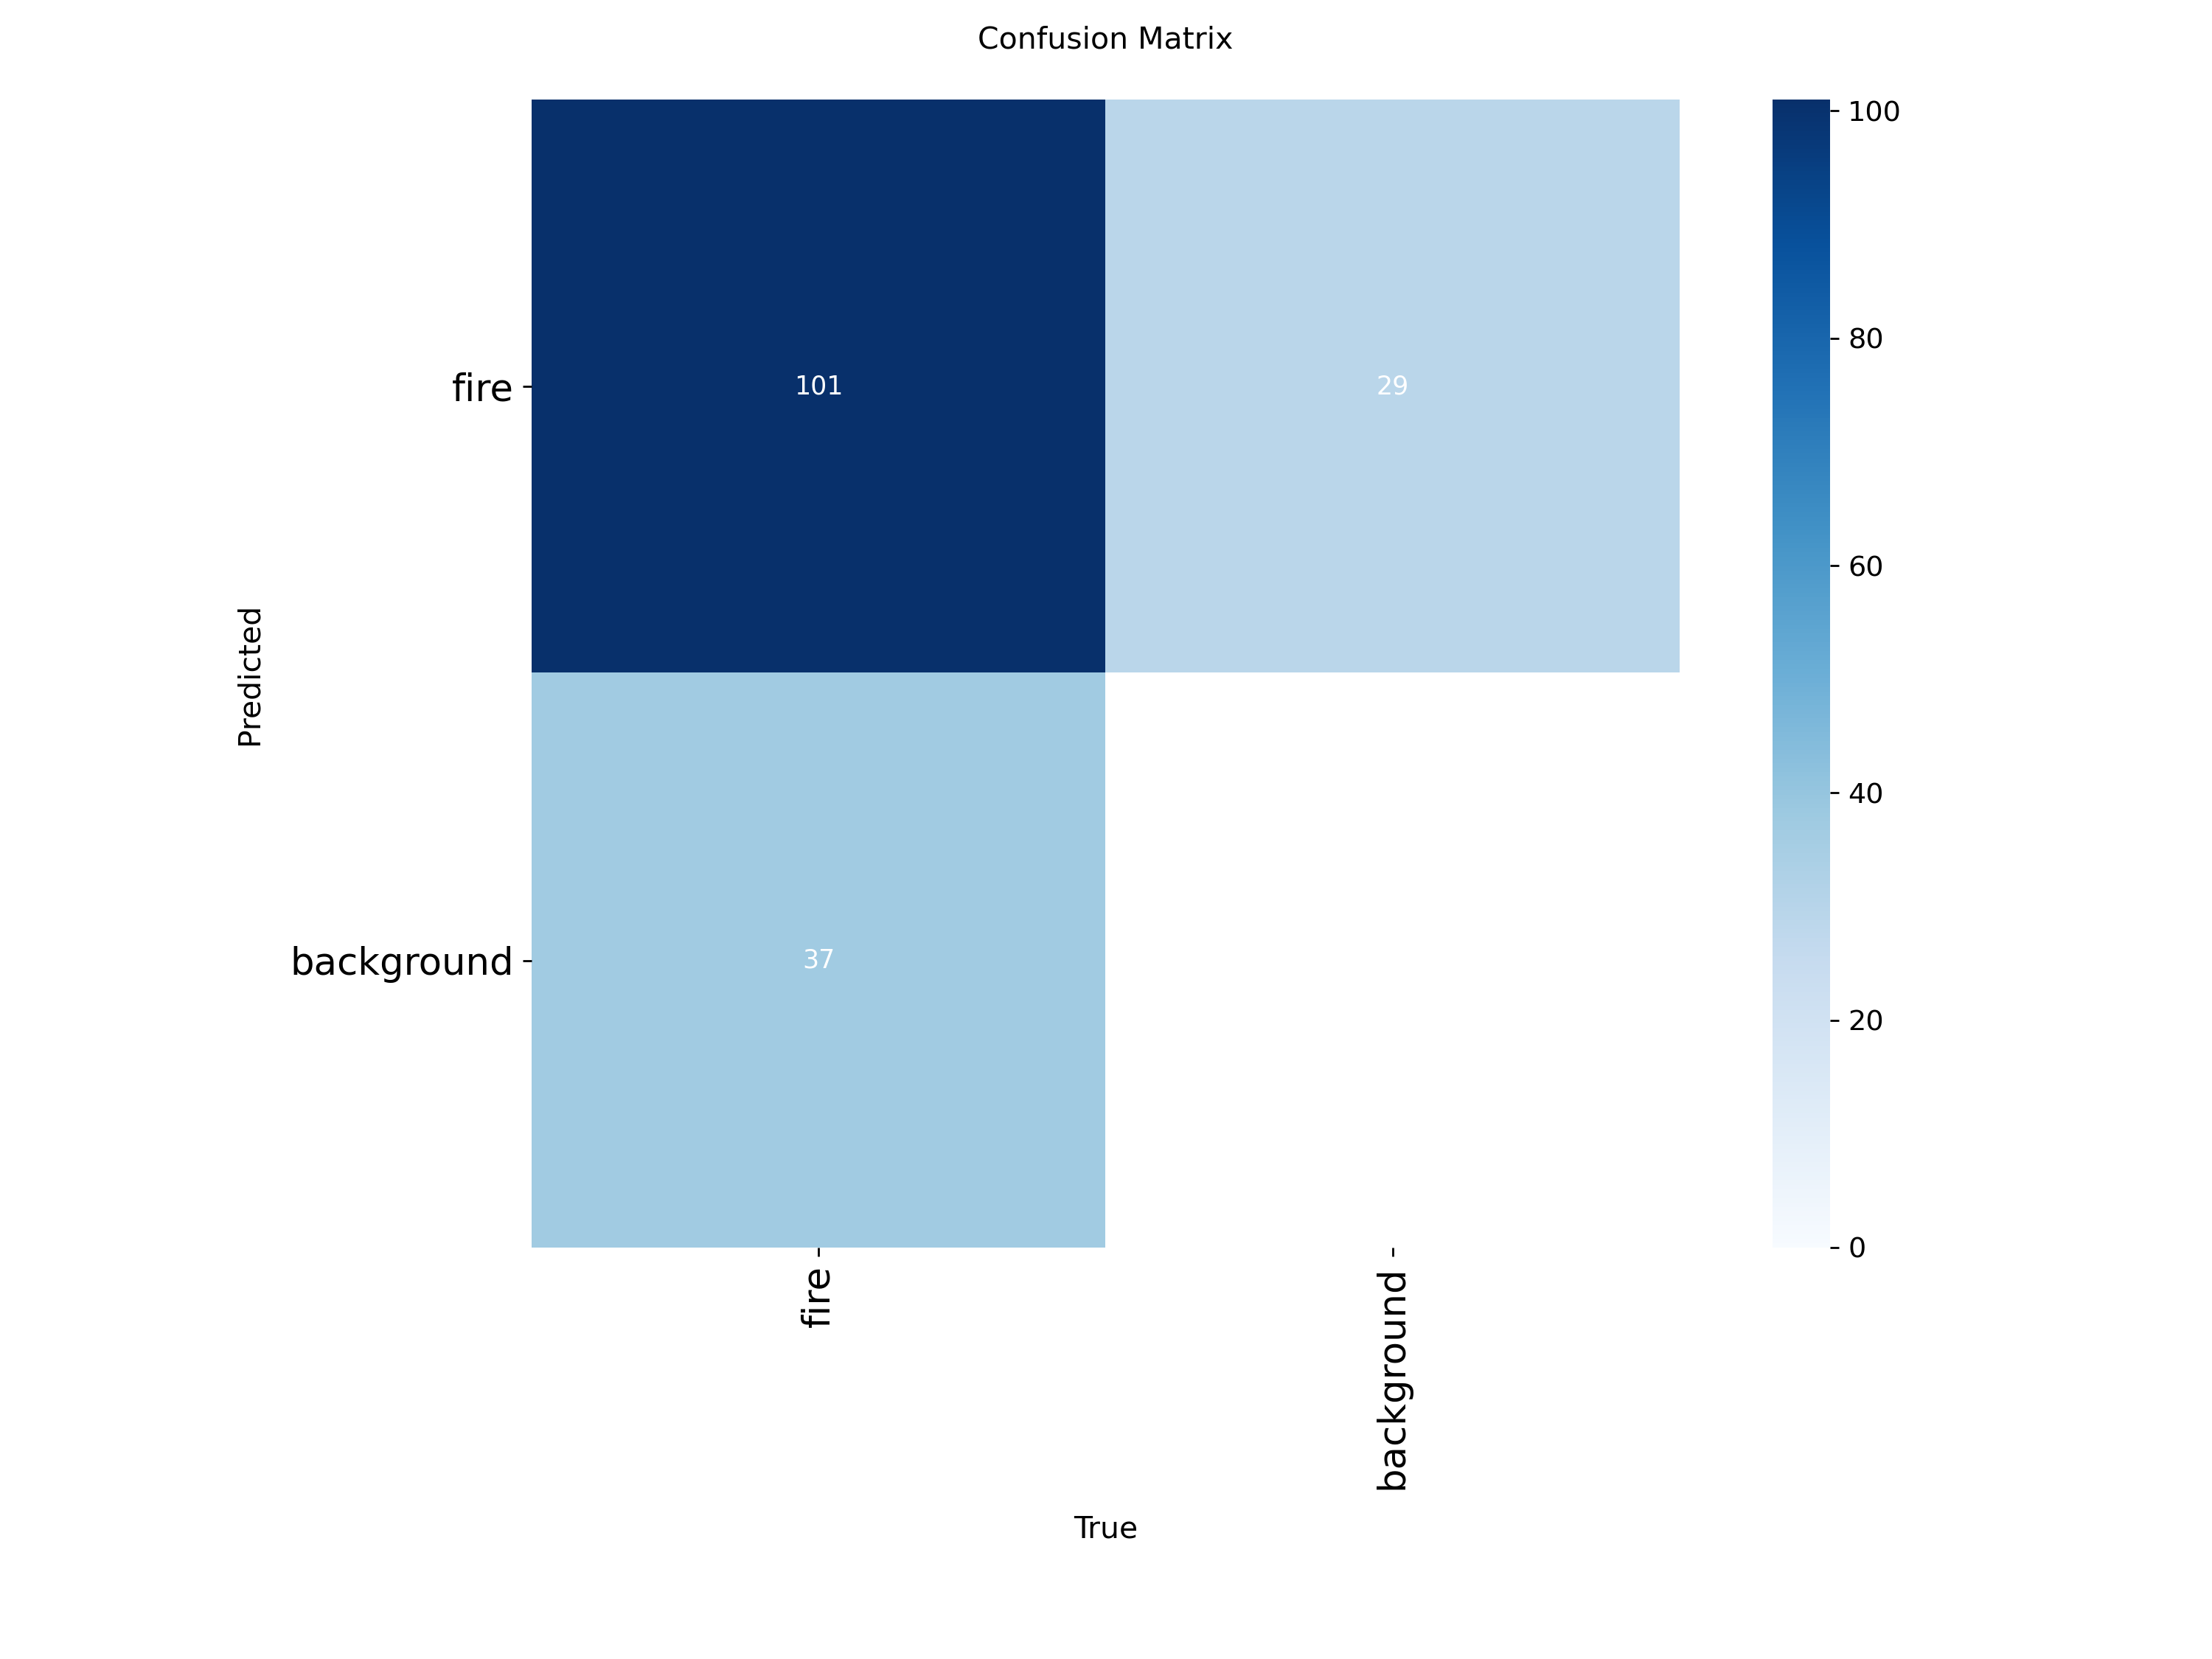 Confusion Matrix
100
80
60
40
20
0
Predicted
fire
background
101
29
37
fire
background
True